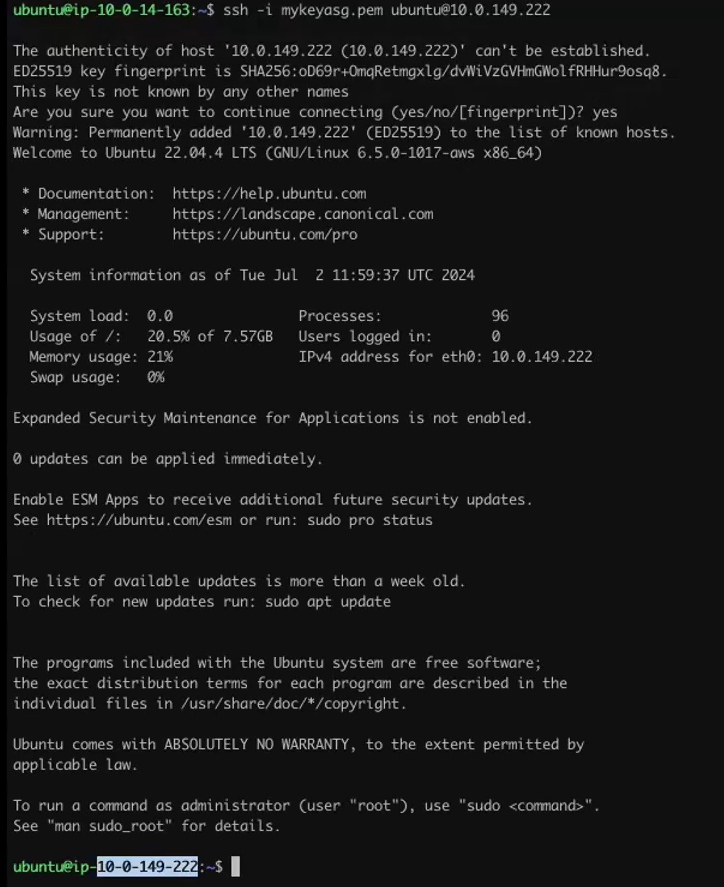 ubuntu@ip-10-0-14-163:~$ ssh -i mykeyasg.pem ubuntu@10.0.149.222
The authenticity of host '10.0.149.222 (10.0.149.222)' can't be established.
ED25519 key fingerprint is SHA256:oD69r+OmqRetmgxlg/dvWiVzGVHmGWolfRHHur9osq8.
This key is not known by any other names
Are you sure you want to continue connecting (yes/no/[fingerprint])? yes
Warning: Permanently added '10.0.149.222' (ED25519) to the list of known hosts.
Welcome to Ubuntu 22.04.4 LTS (GNU/Linux 6.5.0-1017-aws x86_64)
* Documentation:  https://help.ubuntu.com
* Management:     https://landscape.canonical.com
* Support:        https://ubuntu.com/pro
System information as of Tue Jul  2 11:59:37 UTC 2024
System load:  0.0               Processes:             96
Usage of /:   20.5% of 7.57GB   Users logged in:       0
Memory usage: 21%               IPv4 address for eth0: 10.0.149.222
Swap usage:   0%
Expanded Security Maintenance for Applications is not enabled.
0 updates can be applied immediately.
Enable ESM Apps to receive additional future security updates.
See https://ubuntu.com/esm or run: sudo pro status
The list of available updates is more than a week old.
To check for new updates run: sudo apt update
The programs included with the Ubuntu system are free software;
the exact distribution terms for each program are described in the
individual files in /usr/share/doc/*/copyright.
Ubuntu comes with ABSOLUTELY NO WARRANTY, to the extent permitted by
applicable law.
To run a command as administrator (user "root"), use "sudo <command>".
See "man sudo_root" for details.
ubuntu@ip-10-0-149-222:~$